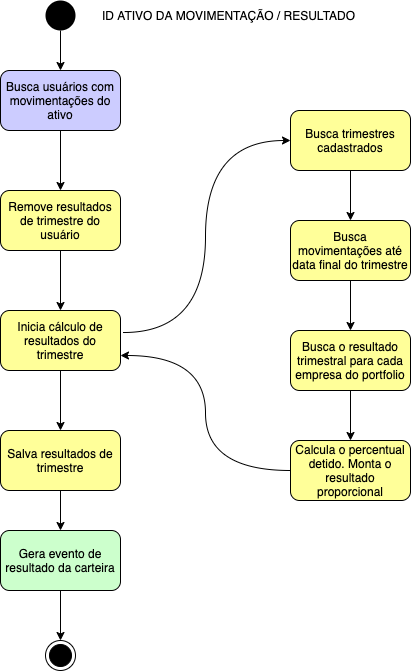 ID ATIVO DA MOVIMENTAÇÃO / RESULTADO
Busca usuários com
movimentações do
ativo
Remove resultados
de trimestre do
usuário
Inicia cálculo de
resultados do
trimestre
Salva resultados de
trimestre
Gera evento de
resultado da carteira
Busca trimestres
cadastrados
Busca
movimentações até
data final do trimestre
Busca o resultado
trimestral para cada
empresa do portfolio
Calcula o percentual
detido. Monta o
resultado
proporcional